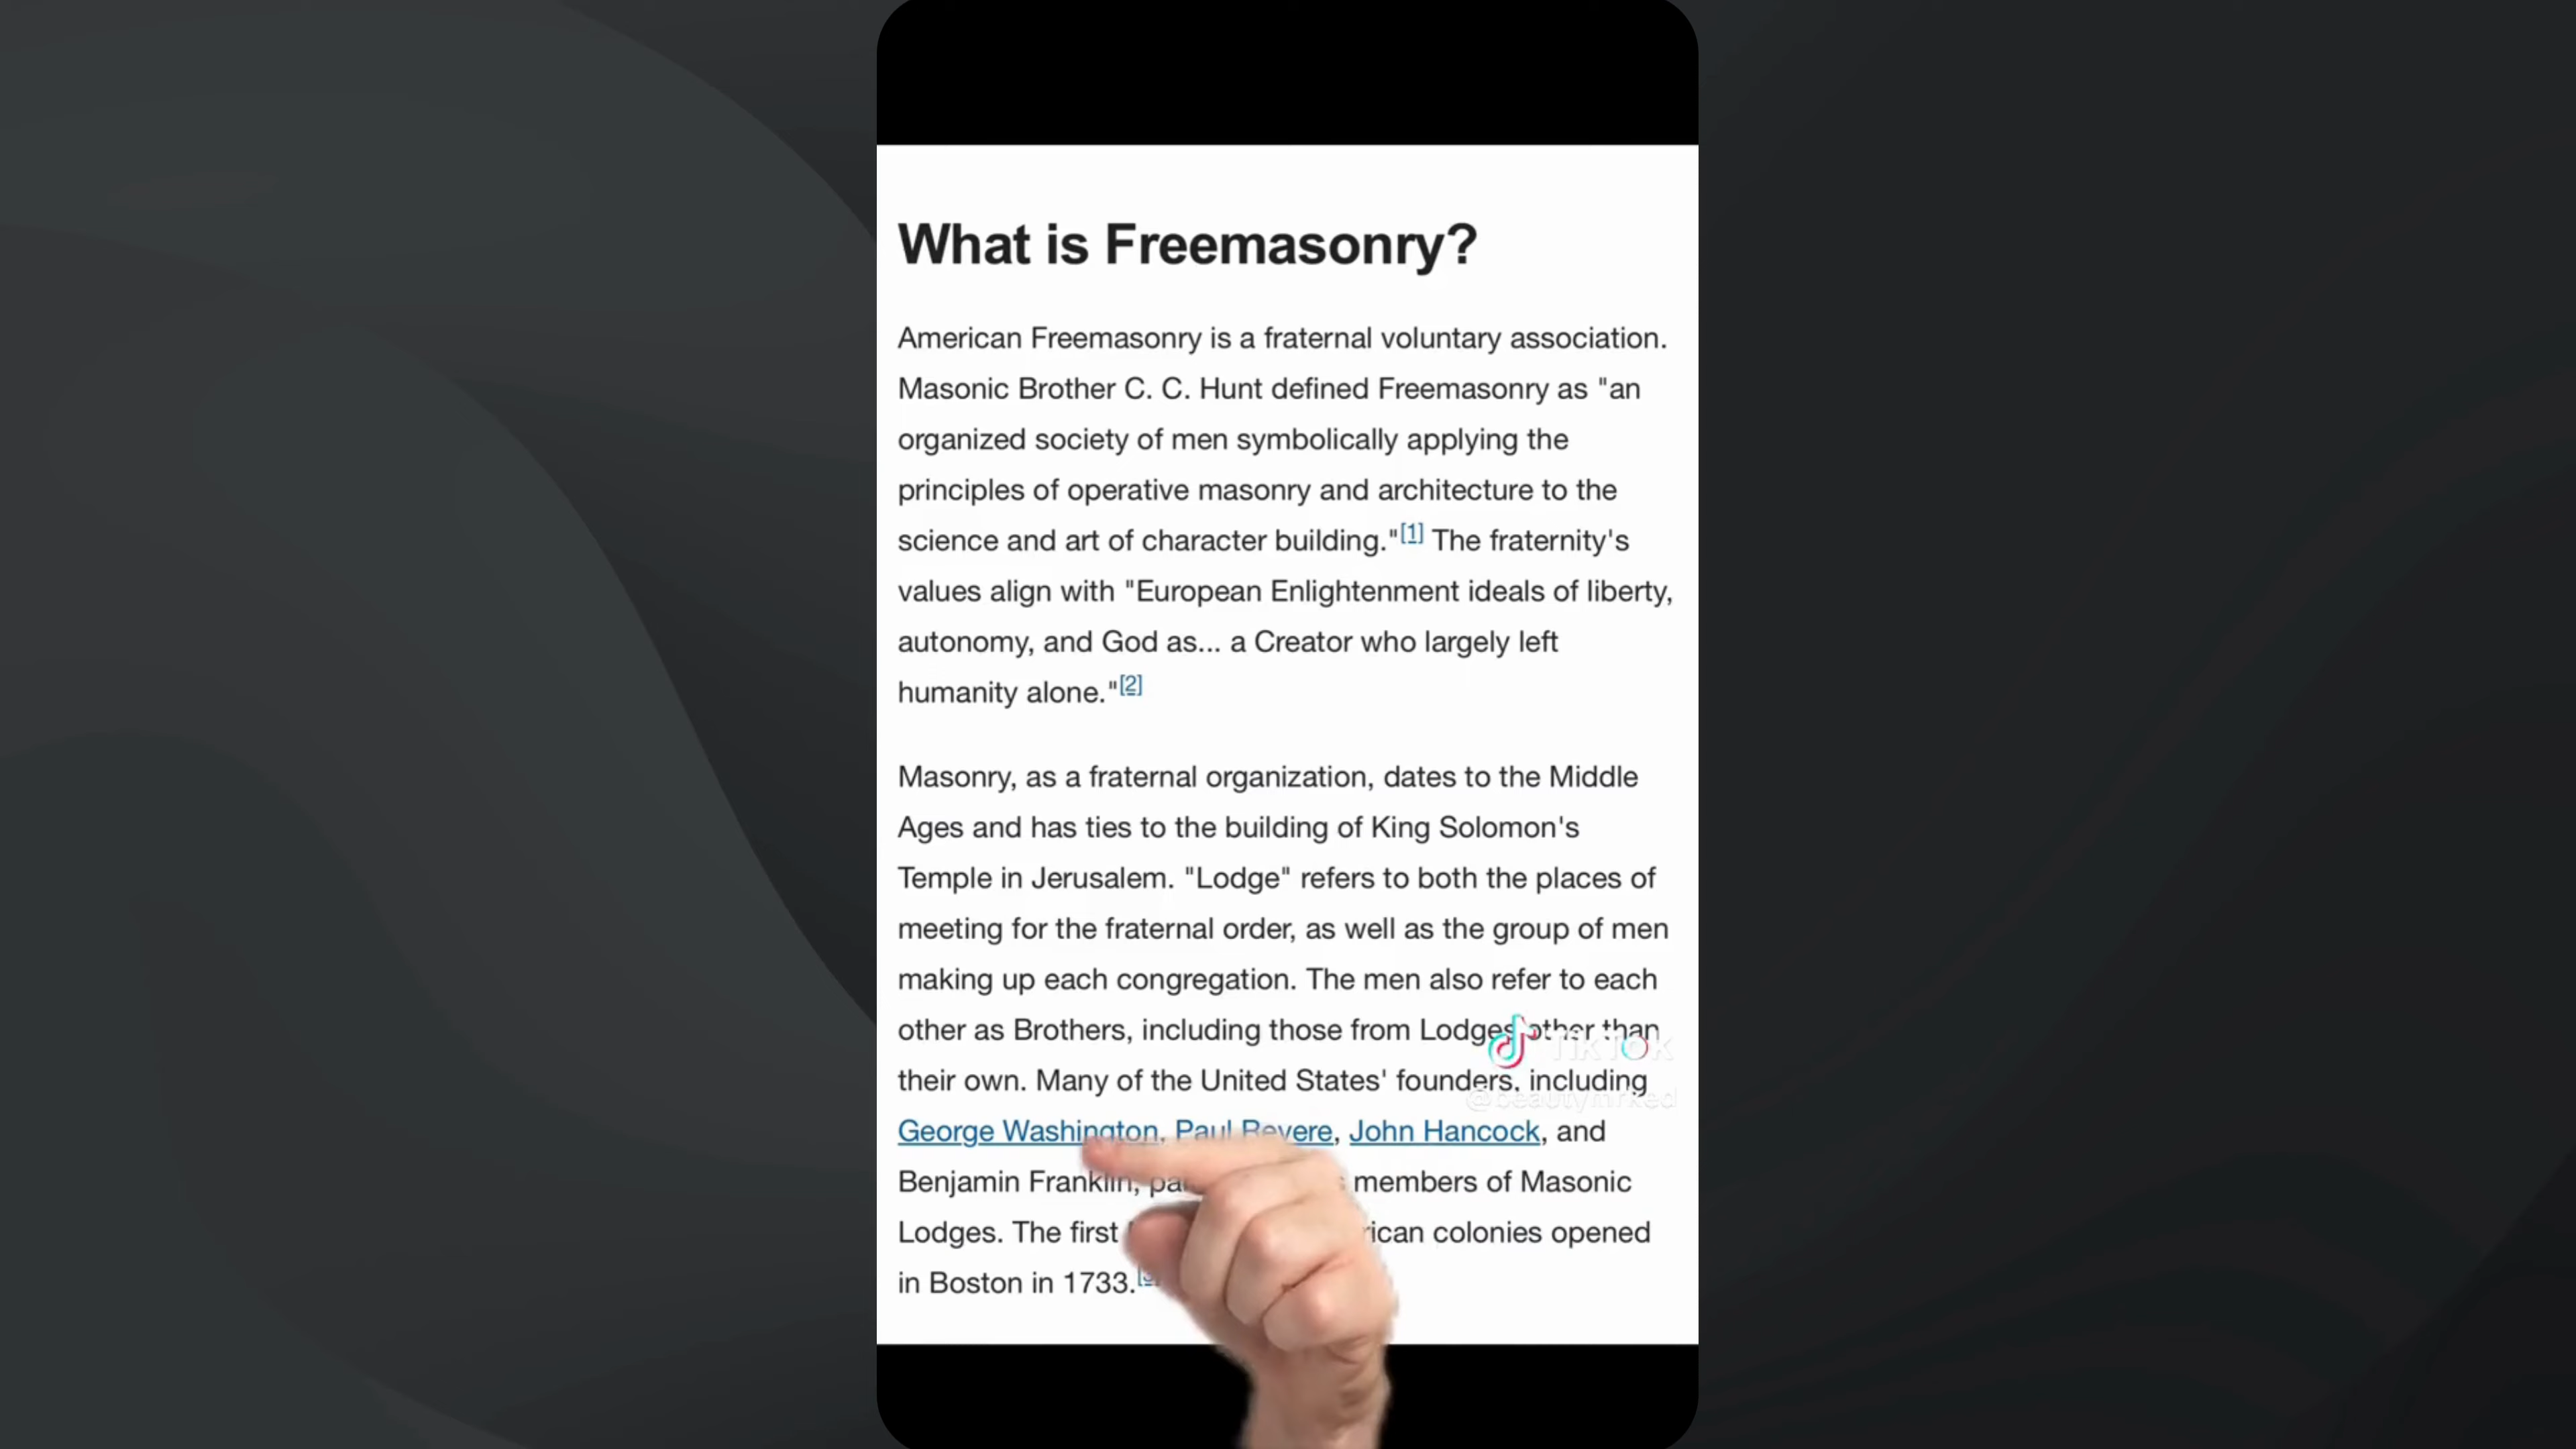 What is Freemasonry?
American Freemasonry is a fraternal voluntary association.
Masonic Brother C. C. Hunt defined Freemasonry as "an
organized society of men symbolically applying the
principles of operative masonry and architecture to the
science and art of character building."[1] The fraternity's
values align with "European Enlightenment ideals of liberty,
autonomy, and God as... a Creator who largely left
humanity alone."[2]
Masonry, as a fraternal organization, dates to the Middle
Ages and has ties to the building of King Solomon's
Temple in Jerusalem. "Lodge" refers to both the places of
meeting for the fraternal order, as well as the group of men
making up each congregation. The men also refer to each
other as Brothers, including those from Lodges other than
TikTok
their own. Many of the United States' founders, including
@beautymrked
George Washington, Paul Revere, John Hancock, and
Benjamin Franklin, members of Masonic
Lodges. The first colonies opened
in Boston in 1733.